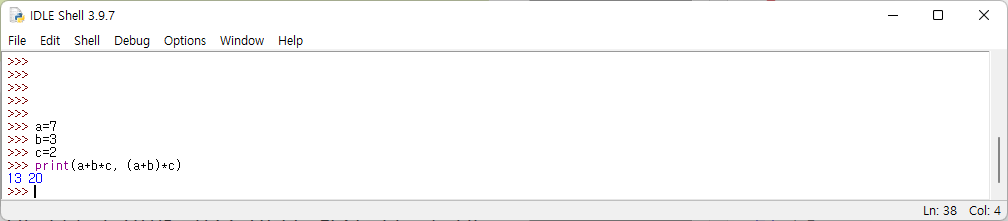 IDLE Shell 3.9.7
File Edit Shell Debug Options Window Help
>>>
>>>
>>>
>>>
>>>
>>> a=7
>>> b=3
>>> c=2
>>> print(a+b*c, (a+b)*c)
13 20
>>>
Ln: 38 Col: 4